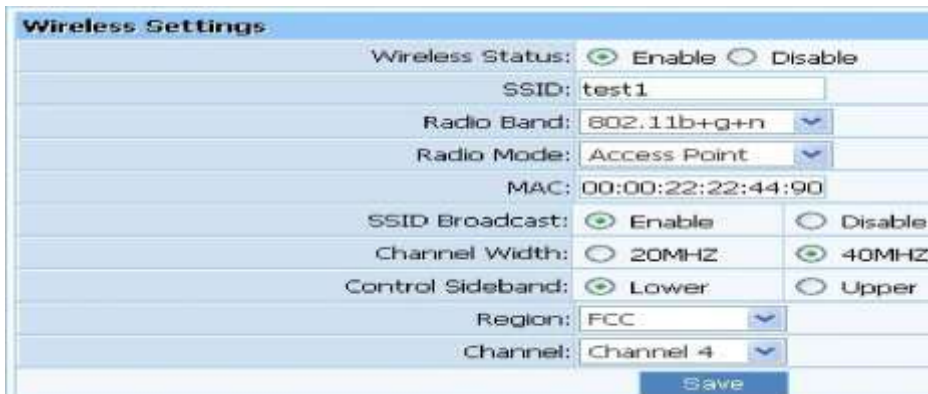 Wireless Settings
Wireless Status: Enable Disable
SSID: test1
Radio Band: 802.11b+g+n
Radio Mode: Access Point
MAC: 00:00:22:22:44:90
SSID Broadcast: Enable Disable
Channel Width: 20MHZ 40MHZ
Control Sideband: Lower Upper
Region: FCC
Channel: Channel 4
Save